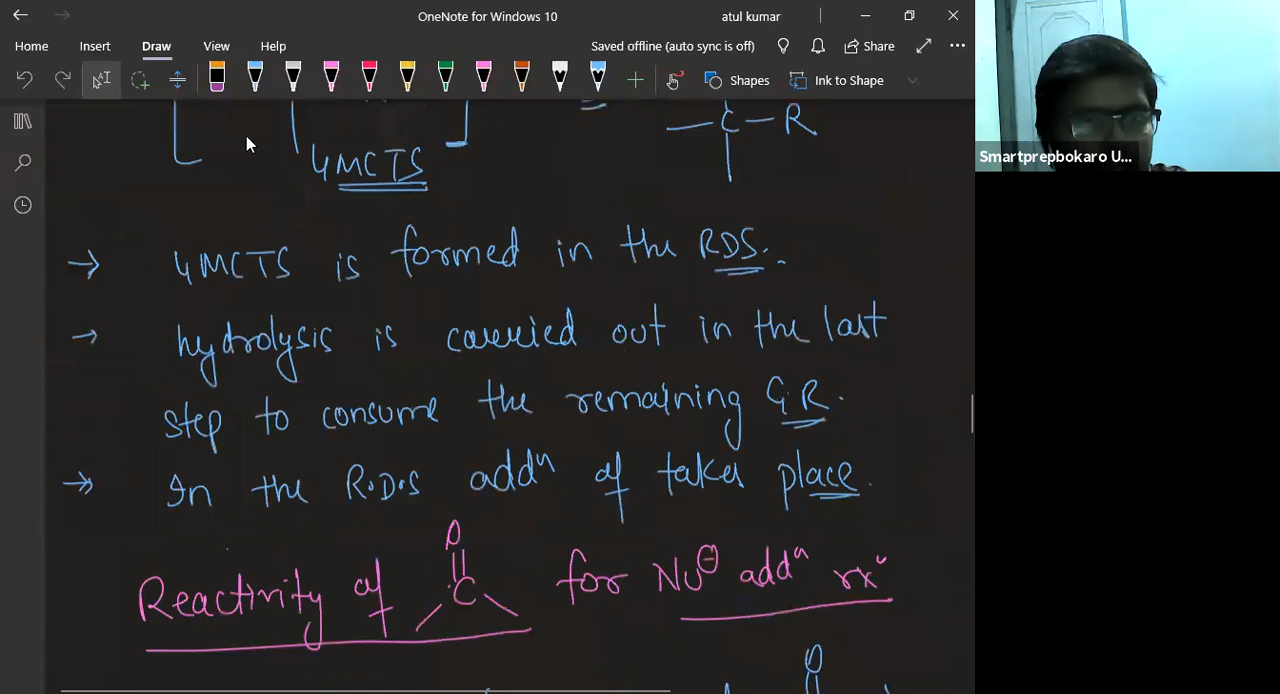 OneNote for Windows 10
atul kumar
Home Insert Draw View Help
Saved offline (auto sync is off)
Share
Shapes
Ink to Shape
Smartprepbokaro U...
C — R
4MCTS
→ 4MCTS is formed in the RDS.
→ hydrolysis is carried out in the last
step to consume the remaining GR.
→ In the R.D.S addⁿ of takes place.
O
Reactivity of C for Nu⊖ addⁿ rxⁿ
O